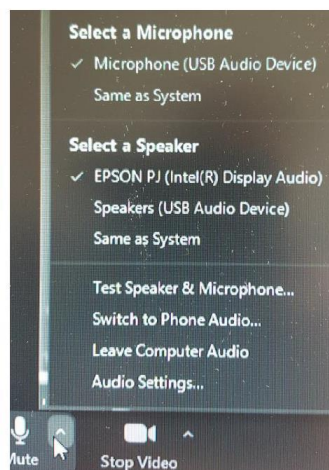 Select a Microphone
✓ Microphone (USB Audio Device)
Same as System
Select a Speaker
✓ EPSON PJ (Intel(R) Display Audio)
Speakers (USB Audio Device)
Same as System
Test Speaker & Microphone...
Switch to Phone Audio...
Leave Computer Audio
Audio Settings...
Mute
Stop Video